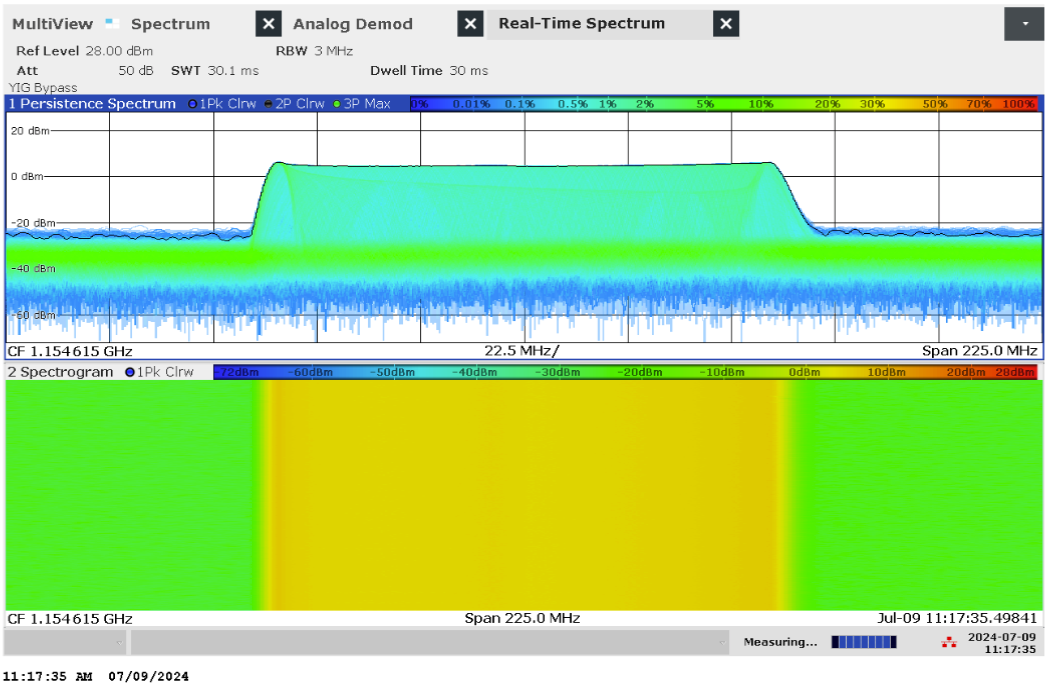 MultiView Spectrum Analog Demod Real-Time Spectrum
Ref Level 28.00 dBm RBW 3 MHz
Att 50 dB SWT 30.1 ms Dwell Time 30 ms
YIG Bypass
1 Persistence Spectrum 1Pk Clrw 2P Clrw 3P Max 0% 0.01% 0.1% 0.5% 1% 2% 5% 10% 20% 30% 50% 70% 100%
20 dBm
0 dBm
-20 dBm
-40 dBm
-60 dBm
CF 1.154615 GHz 22.5 MHz/ Span 225.0 MHz
2 Spectrogram 1Pk Clrw -72dBm -60dBm -50dBm -40dBm -30dBm -20dBm -10dBm 0dBm 10dBm 20dBm 28dBm
CF 1.154615 GHz Span 225.0 MHz Jul-09 11:17:35.49841
Measuring... 2024-07-09
11:17:35
11:17:35 AM 07/09/2024